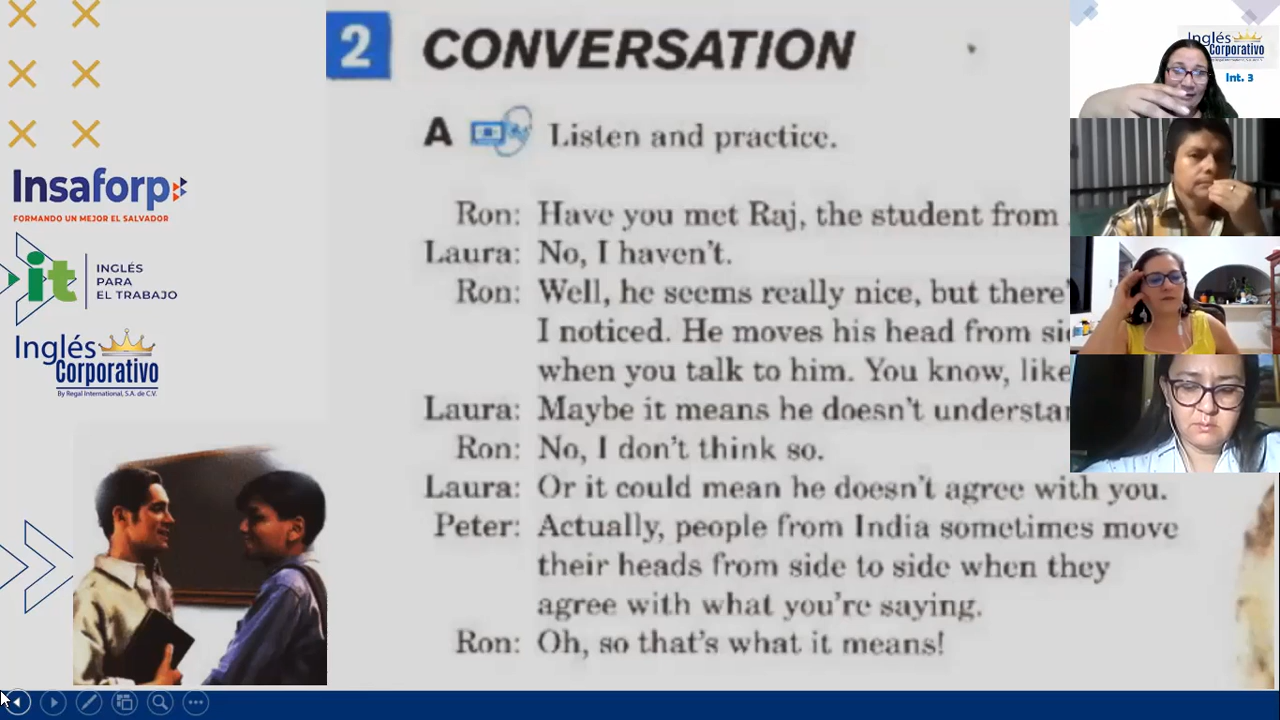 2 CONVERSATION
A Listen and practice.
Ron: Have you met Raj, the student from
Laura: No, I haven't.
Ron: Well, he seems really nice, but there'
I noticed. He moves his head from
when you talk to him. You know, like
Laura: Maybe it means he doesn't
Ron: No, I don't think so.
Laura: Or it could mean he doesn't agree with you.
Peter: Actually, people from India sometimes move
their heads from side to side when they
agree with what you're saying.
Ron: Oh, so that's what it means!
Insaforp
FORMANDO UN MEJOR EL SALVADOR
it INGLÉS
PARA
EL TRABAJO
Inglés
Corporativo
By Regal International, S.A. de C.V.
Inglés
Corporativo
Int. 3